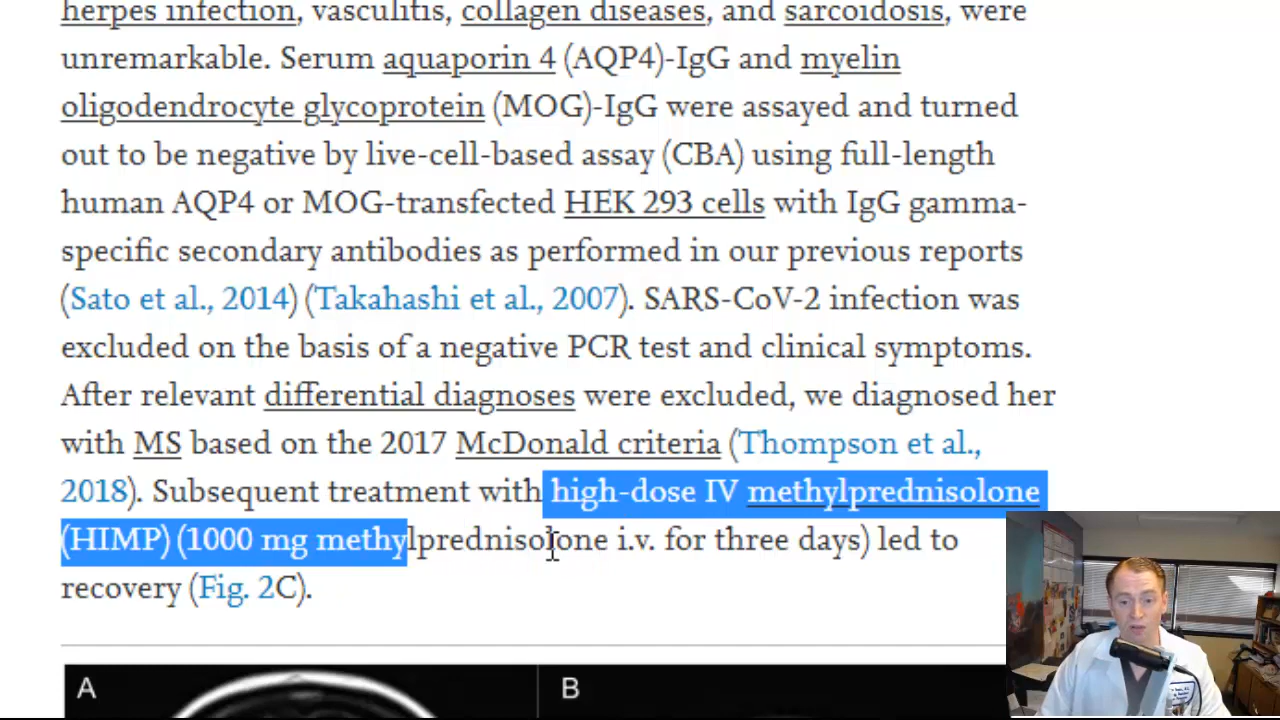 herpes infection, vasculitis, collagen diseases, and sarcoidosis, were
unremarkable. Serum aquaporin 4 (AQP4)-IgG and myelin
oligodendrocyte glycoprotein (MOG)-IgG were assayed and turned
out to be negative by live-cell-based assay (CBA) using full-length
human AQP4 or MOG-transfected HEK 293 cells with IgG gamma-
specific secondary antibodies as performed in our previous reports
(Sato et al., 2014) (Takahashi et al., 2007). SARS-CoV-2 infection was
excluded on the basis of a negative PCR test and clinical symptoms.
After relevant differential diagnoses were excluded, we diagnosed her
with MS based on the 2017 McDonald criteria (Thompson et al.,
2018). Subsequent treatment with high-dose IV methylprednisolone
(HIMP) (1000 mg methylprednisolone i.v. for three days) led to
recovery (Fig. 2C).
A
B